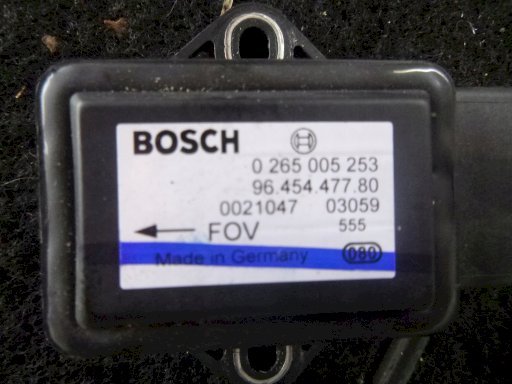 BOSCH
0 265 005 253
96.454.477.80
0021047 03059
FOV 555
Made in Germany 080